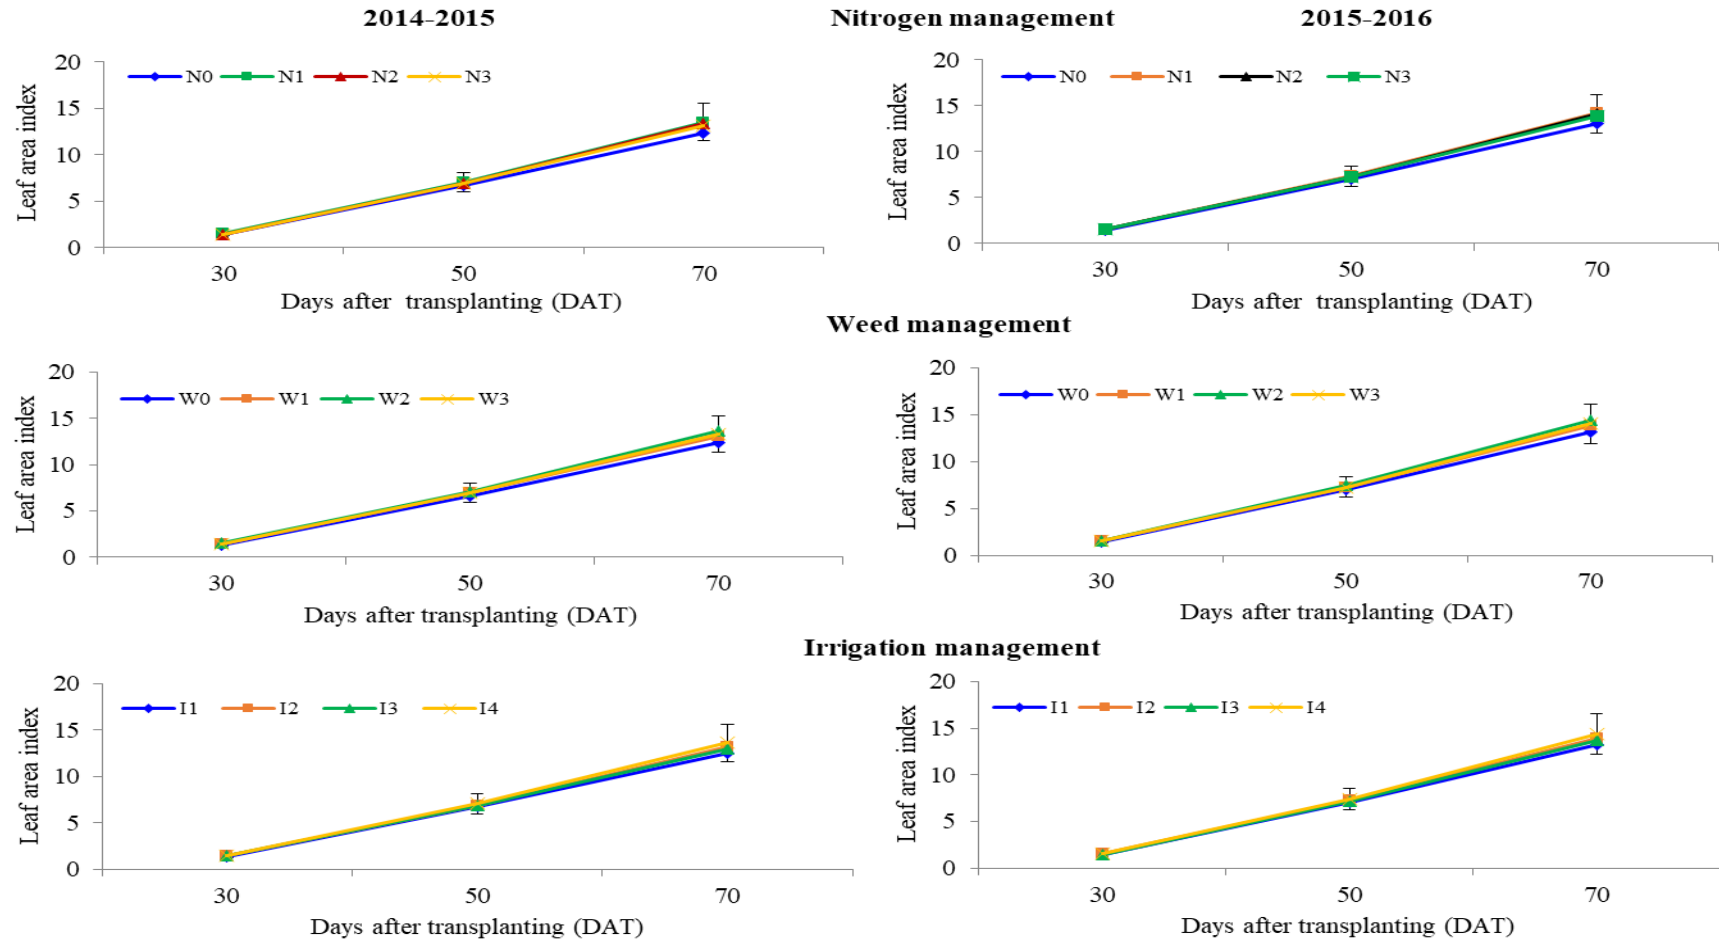 2014-2015 Nitrogen management 2015-2016
20
15
10
5
0
Leaf area index
N0 N1 N2 N3
30 50 70
Days after transplanting (DAT)
20
15
10
5
0
Leaf area index
N0 N1 N2 N3
30 50 70
Days after transplanting (DAT)
Weed management
20
15
10
5
0
Leaf area index
W0 W1 W2 W3
30 50 70
Days after transplanting (DAT)
20
15
10
5
0
Leaf area index
W0 W1 W2 W3
30 50 70
Days after transplanting (DAT)
Irrigation management
20
15
10
5
0
Leaf area index
I1 I2 I3 I4
30 50 70
Days after transplanting (DAT)
20
15
10
5
0
Leaf area index
I1 I2 I3 I4
30 50 70
Days after transplanting (DAT)